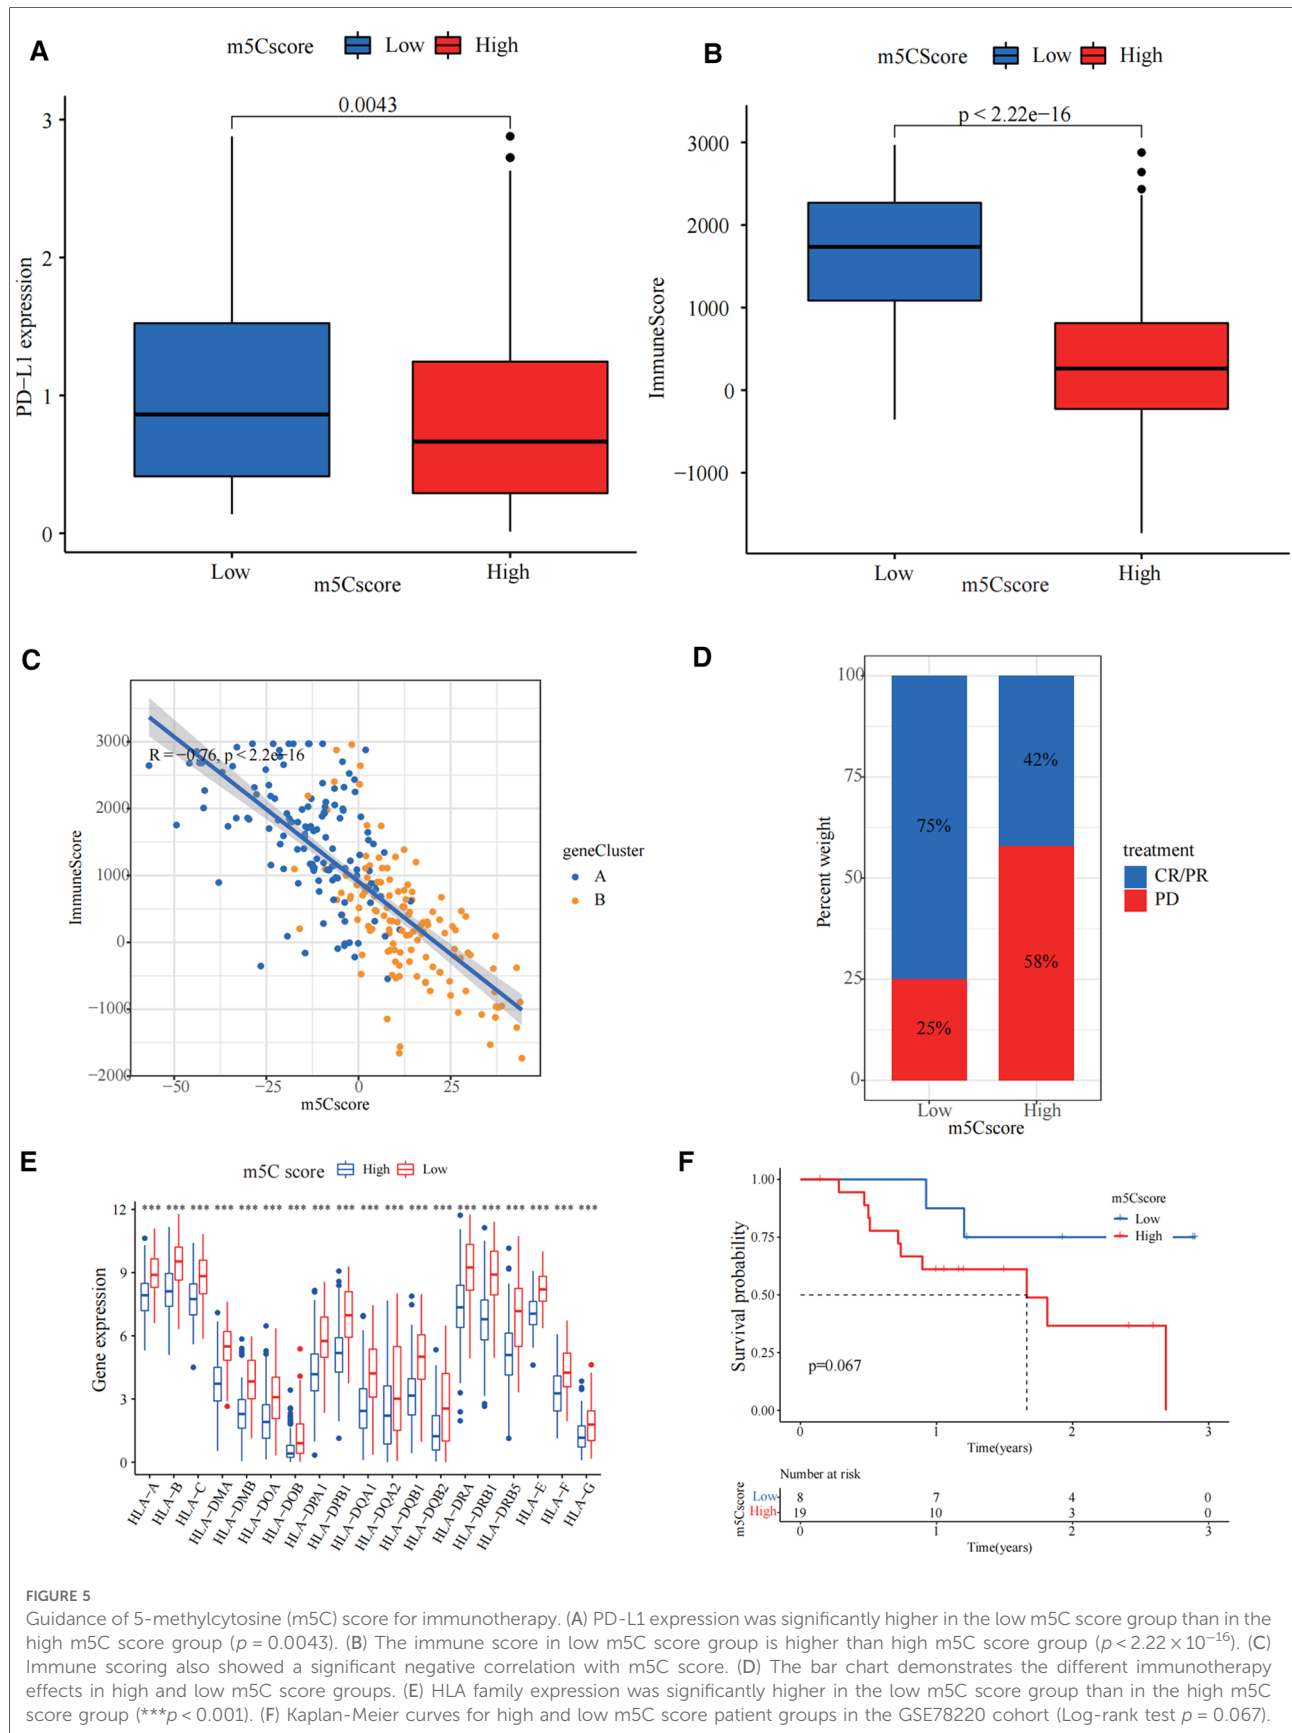 A
m5Cscore Low High
0.0043
3
2
1
0
PD−L1 expression
Low High
m5Cscore
B
m5CScore Low High
p < 2.22e−16
3000
2000
1000
0
−1000
ImmuneScore
Low High
m5Cscore
C
R = −0.76, p < 2.2e−16
3000
2000
1000
0
−1000
−2000
ImmuneScore
−50 −25 0 25
m5Cscore
geneCluster
A
B
D
100
75
50
25
0
Percent weight
75%
25%
42%
58%
Low High
m5Cscore
treatment
CR/PR
PD
E
m5C score High Low
*** *** *** *** *** *** *** *** *** *** *** *** *** *** *** *** *** *** ***
12
9
6
3
0
Gene expression
HLA−A HLA−B HLA−C HLA−DMA HLA−DMB HLA−DOA HLA−DOB HLA−DPA1 HLA−DPB1 HLA−DQA1 HLA−DQA2 HLA−DQB1 HLA−DQB2 HLA−DRA HLA−DRB1 HLA−DRB5 HLA−E HLA−F HLA−G
F
1.00
0.75
0.50
0.25
0.00
Survival probability
m5Cscore
Low
High
p=0.067
0 1 2 3
Time(years)
Number at risk
m5Cscore
Low 8 7 4 0
High 19 10 3 0
0 1 2 3
Time(years)
FIGURE 5
Guidance of 5-methylcytosine (m5C) score for immunotherapy. (A) PD-L1 expression was significantly higher in the low m5C score group than in the
high m5C score group (p = 0.0043). (B) The immune score in low m5C score group is higher than high m5C score group (p < 2.22 × 10−16). (C)
Immune scoring also showed a significant negative correlation with m5C score. (D) The bar chart demonstrates the different immunotherapy
effects in high and low m5C score groups. (E) HLA family expression was significantly higher in the low m5C score group than in the high m5C
score group (***p < 0.001). (F) Kaplan-Meier curves for high and low m5C score patient groups in the GSE78220 cohort (Log-rank test p = 0.067).